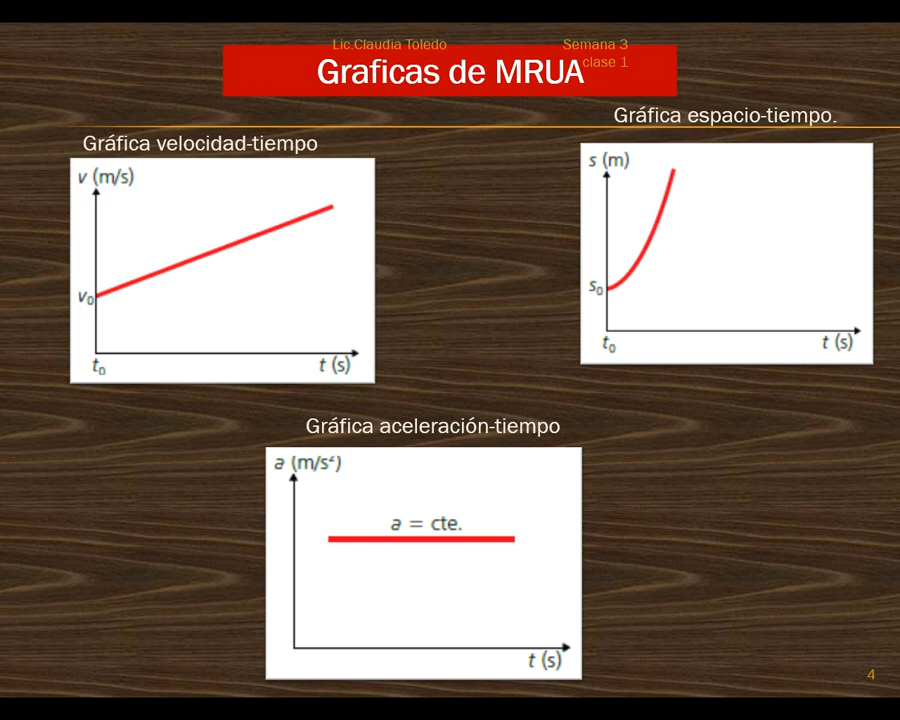 Lic.Claudia Toledo
Semana 3
clase 1
Graficas de MRUA
Gráfica velocidad-tiempo
v (m/s)
v₀
t₀
t (s)
Gráfica espacio-tiempo.
s (m)
s₀
t₀
t (s)
Gráfica aceleración-tiempo
a (m/s²)
a = cte.
t (s)
4